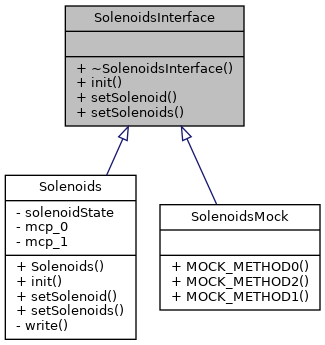 SolenoidsInterface
+ ~SolenoidsInterface()
+ init()
+ setSolenoid()
+ setSolenoids()
Solenoids
- solenoidState
- mcp_0
- mcp_1
+ Solenoids()
+ init()
+ setSolenoid()
+ setSolenoids()
- write()
SolenoidsMock
+ MOCK_METHOD0()
+ MOCK_METHOD2()
+ MOCK_METHOD1()